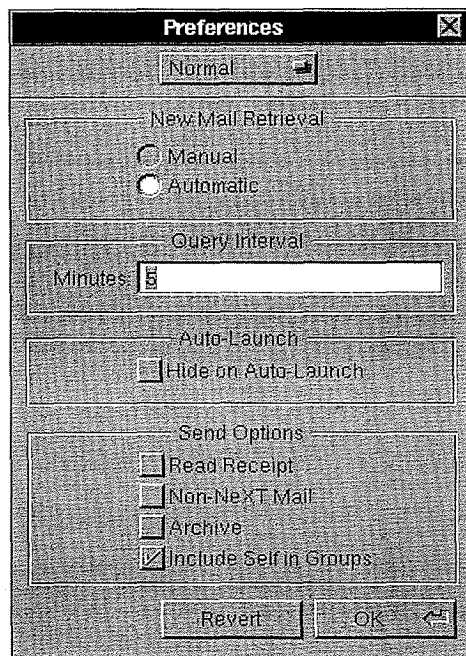 Preferences
Normal
New Mail Retrieval
Manual
Automatic
Query Interval
Minutes:
Auto-Launch
Hide on Auto-Launch
Send Options
Read Receipt
Non-NeXT Mail
Archive
Include Self in Groups
Revert
OK